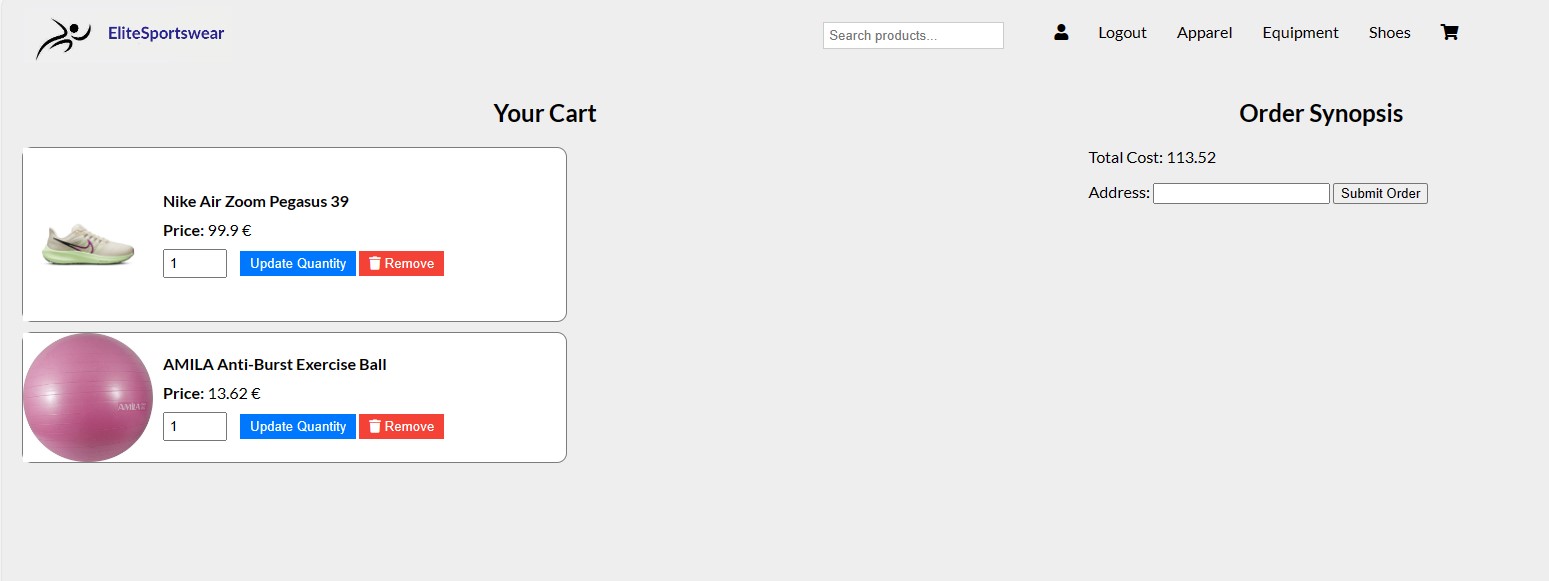 EliteSportswear
Search products...
Logout Apparel Equipment Shoes
Your Cart
Nike Air Zoom Pegasus 39
Price: 99.9 €
1 Update Quantity Remove
AMILA Anti-Burst Exercise Ball
Price: 13.62 €
1 Update Quantity Remove
AMILA
Order Synopsis
Total Cost: 113.52
Address: Submit Order